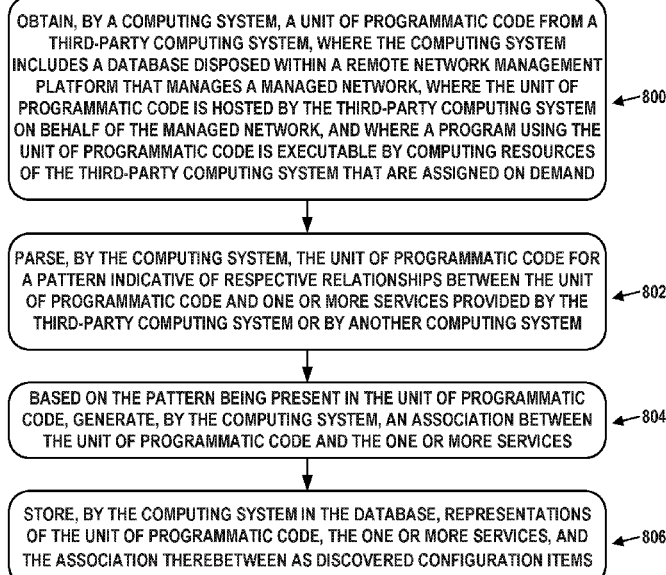 OBTAIN, BY A COMPUTING SYSTEM, A UNIT OF PROGRAMMATIC CODE FROM A
THIRD-PARTY COMPUTING SYSTEM, WHERE THE COMPUTING SYSTEM
INCLUDES A DATABASE DISPOSED WITHIN A REMOTE NETWORK MANAGEMENT
PLATFORM THAT MANAGES A MANAGED NETWORK, WHERE THE UNIT OF
PROGRAMMATIC CODE IS HOSTED BY THE THIRD-PARTY COMPUTING SYSTEM
ON BEHALF OF THE MANAGED NETWORK, AND WHERE A PROGRAM USING THE
UNIT OF PROGRAMMATIC CODE IS EXECUTABLE BY COMPUTING RESOURCES
OF THE THIRD-PARTY COMPUTING SYSTEM THAT ARE ASSIGNED ON DEMAND
800
PARSE, BY THE COMPUTING SYSTEM, THE UNIT OF PROGRAMMATIC CODE FOR
A PATTERN INDICATIVE OF RESPECTIVE RELATIONSHIPS BETWEEN THE UNIT
OF PROGRAMMATIC CODE AND ONE OR MORE SERVICES PROVIDED BY THE
THIRD-PARTY COMPUTING SYSTEM OR BY ANOTHER COMPUTING SYSTEM
802
BASED ON THE PATTERN BEING PRESENT IN THE UNIT OF PROGRAMMATIC
CODE, GENERATE, BY THE COMPUTING SYSTEM, AN ASSOCIATION BETWEEN
THE UNIT OF PROGRAMMATIC CODE AND THE ONE OR MORE SERVICES
804
STORE, BY THE COMPUTING SYSTEM IN THE DATABASE, REPRESENTATIONS
OF THE UNIT OF PROGRAMMATIC CODE, THE ONE OR MORE SERVICES, AND
THE ASSOCIATION THEREBETWEEN AS DISCOVERED CONFIGURATION ITEMS
806